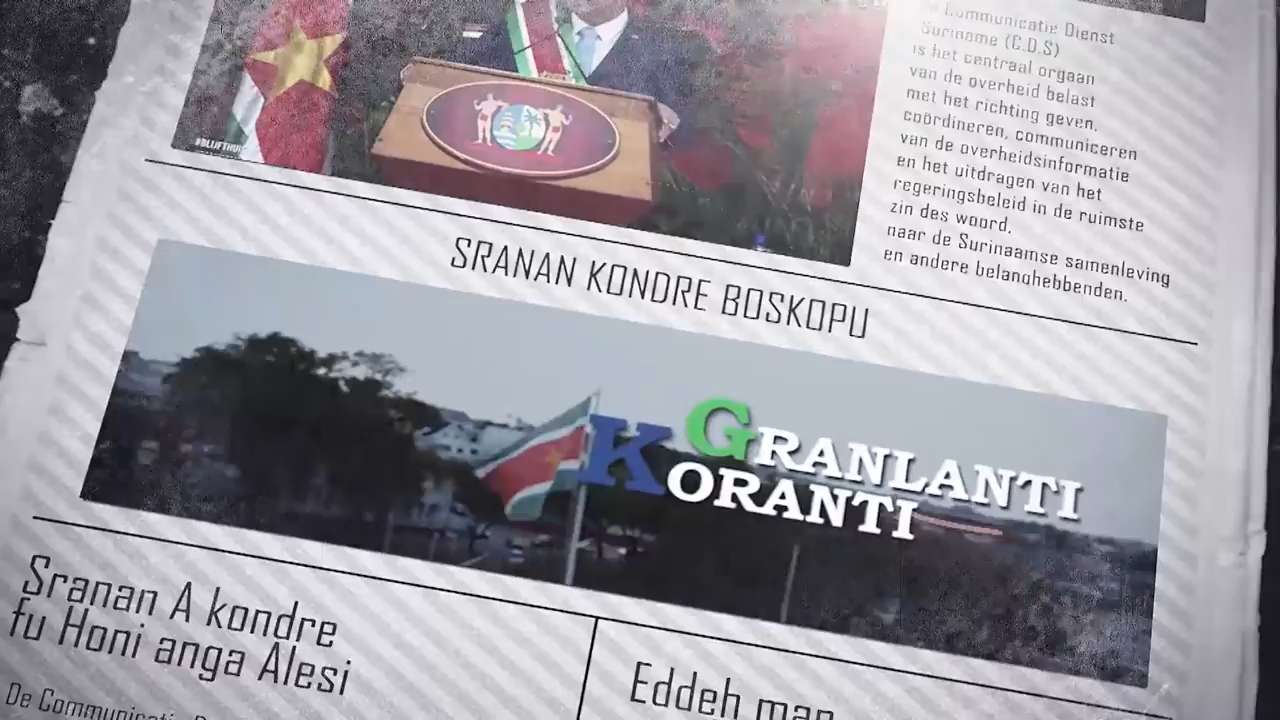 #BLIJFTHUIS
Communicatie Dienst
Suriname (C.D.S)
is het centraal orgaan
van de overheid belast
met het richting geven,
coördineren, communiceren
van de overheidsinformatie
en het uitdragen van het
regeringsbeleid in de ruimste
zin des woord,
naar de Surinaamse samenleving
en andere belanghebbenden.
SRANAN KONDRE BOSKOPU
GRANLANTI
KORANTI
Sranan A kondre
fu Honi anga Alesi
Eddeh man
De Communicatie